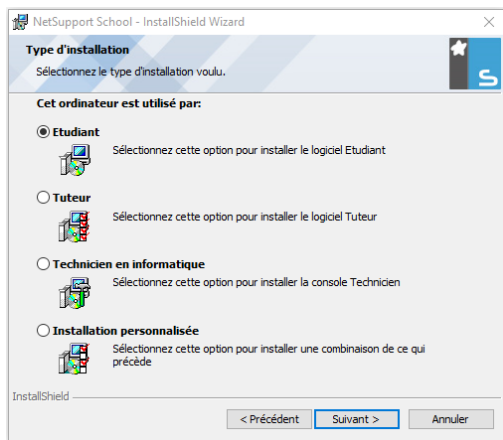 NetSupport School - InstallShield Wizard
Type d'installation
Sélectionnez le type d'installation voulu.
S
Cet ordinateur est utilisé par:
Etudiant
Sélectionnez cette option pour installer le logiciel Etudiant
Tuteur
Sélectionnez cette option pour installer le logiciel Tuteur
Technicien en informatique
Sélectionnez cette option pour installer la console Technicien
Installation personnalisée
Sélectionnez cette option pour installer une combinaison de ce qui
précède
InstallShield
< Précédent Suivant > Annuler